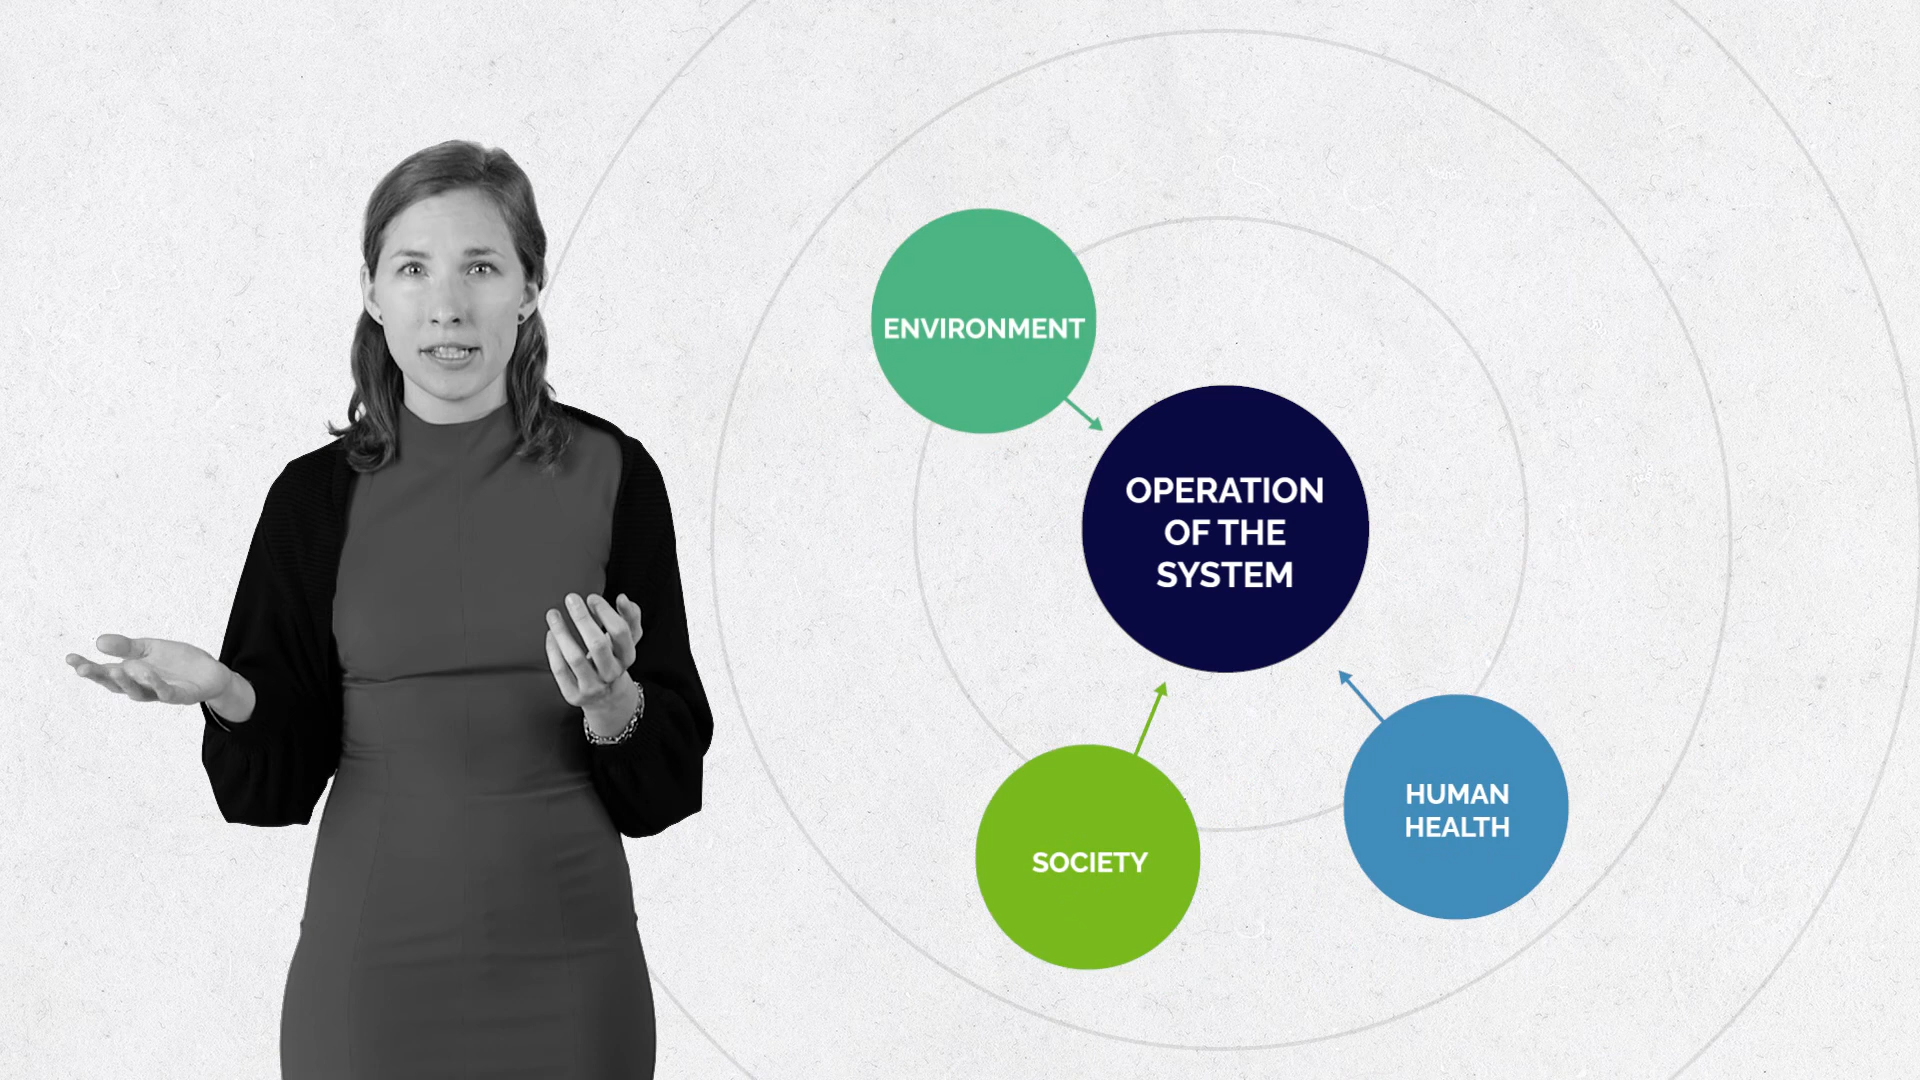 ENVIRONMENT
OPERATION
OF THE
SYSTEM
HUMAN
HEALTH
SOCIETY